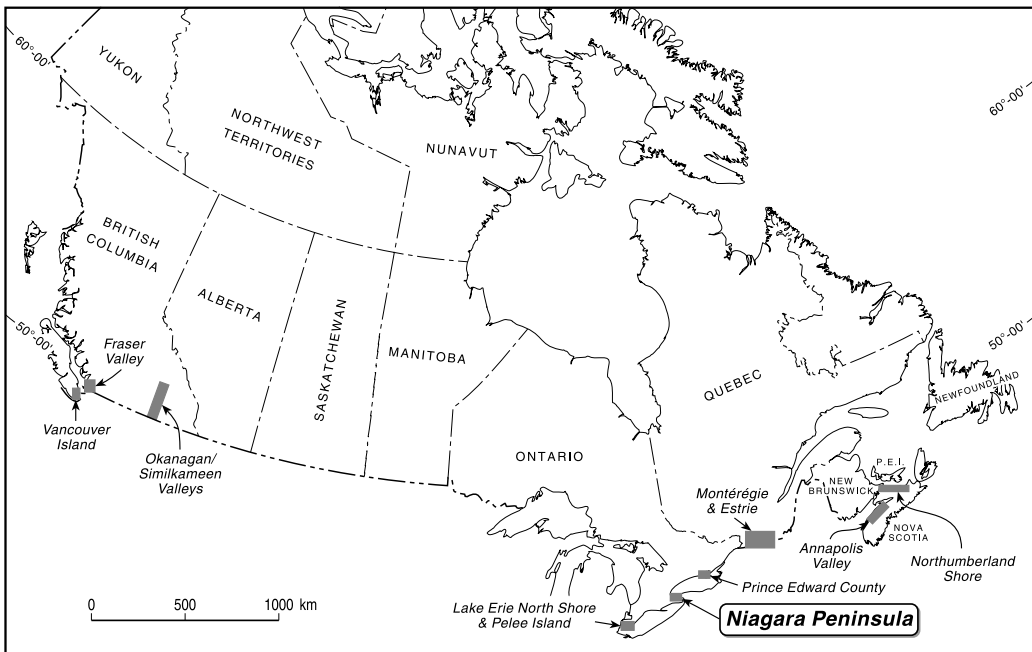 60°-00'
60°-00'
YUKON
NORTHWEST
TERRITORIES
NUNAVUT
BRITISH
COLUMBIA
ALBERTA
SASKATCHEWAN
MANITOBA
50°-00'
50°-00'
QUEBEC
NEWFOUNDLAND
Fraser
Valley
Vancouver
Island
Okanagan/
Similkameen
Valleys
ONTARIO
P.E.I.
NEW
BRUNSWICK
Montérégie
& Estrie
NOVA
SCOTIA
Annapolis
Valley
Northumberland
Shore
Prince Edward County
Lake Erie North Shore
& Pelee Island
Niagara Peninsula
0 500 1000 km